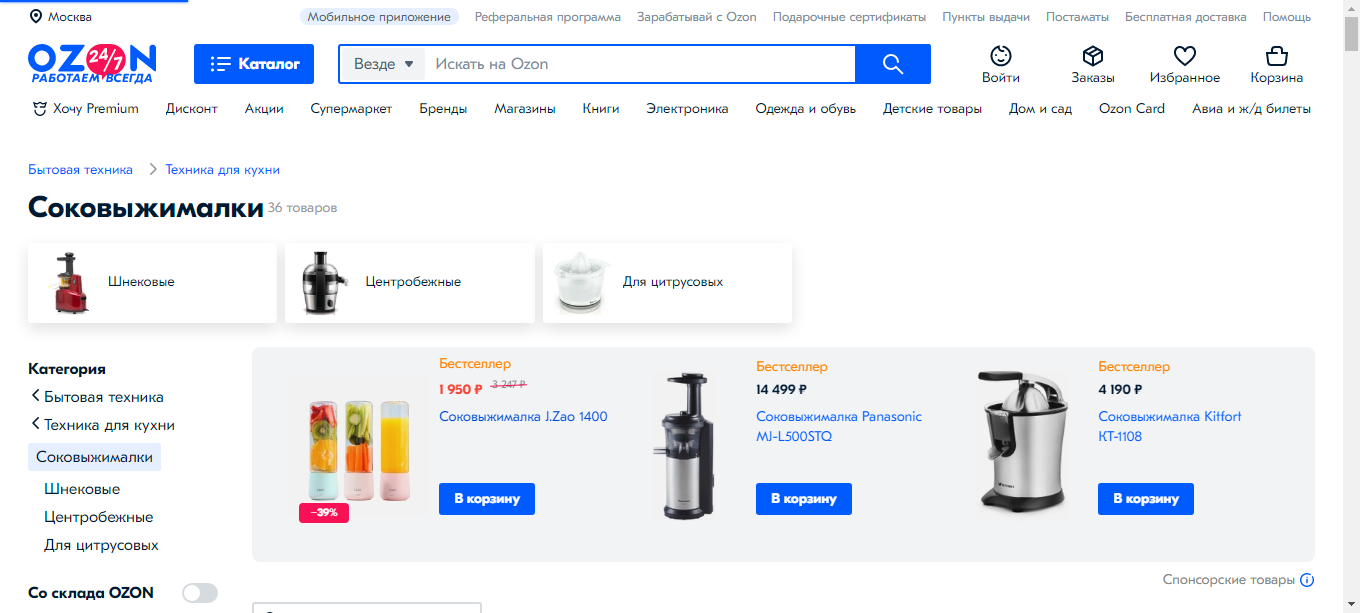 Москва
Мобильное приложение Реферальная программа Зарабатывай с Ozon Подарочные сертификаты Пункты выдачи Постаматы Бесплатная доставка Помощь
OZON 24/7
РАБОТАЕМ ВСЕГДА
Каталог
Везде Искать на Ozon
Войти Заказы Избранное Корзина
Хочу Premium Дисконт Акции Супермаркет Бренды Магазины Книги Электроника Одежда и обувь Детские товары Дом и сад Ozon Card Авиа и ж/д билеты
Бытовая техника Техника для кухни
Соковыжималки 36 товаров
Шнековые Центробежные Для цитрусовых
Категория
Бытовая техника
Техника для кухни
Соковыжималки
Шнековые
Центробежные
Для цитрусовых
Со склада OZON
Бестселлер
1 950 ₽ 3 247 ₽
Соковыжималка J.Zao 1400
−39%
В корзину
Бестселлер
14 499 ₽
Соковыжималка Panasonic
MJ-L500STQ
В корзину
Бестселлер
4 190 ₽
Соковыжималка Kitfort
КТ-1108
В корзину
Спонсорские товары